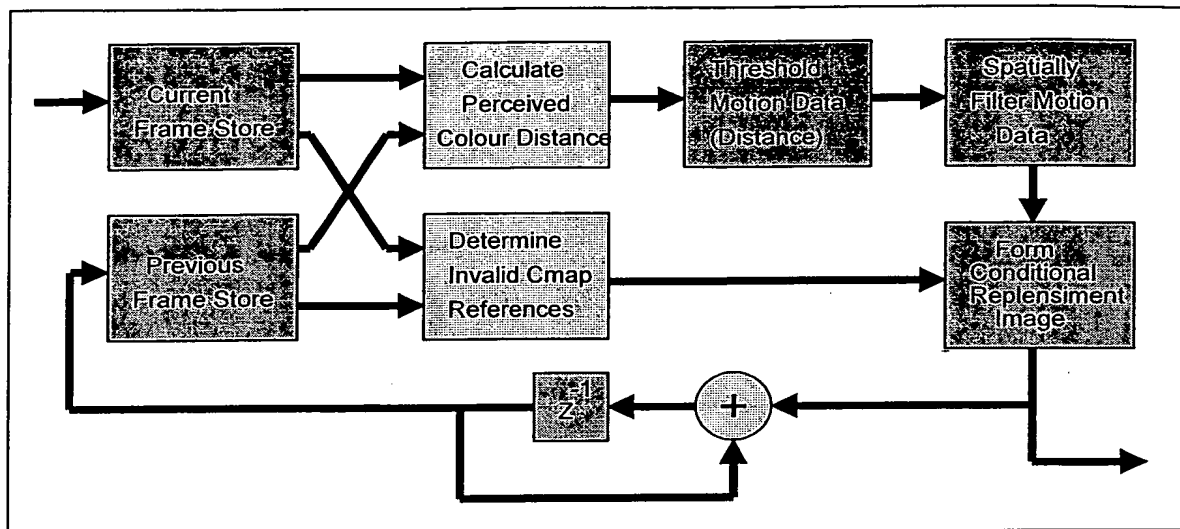 Current
Frame Store
Calculate
Perceived
Colour Distance
Threshold
Motion Data
(Distance)
Spatially
Filter Motion
Data
Previous
Frame Store
Determine
Invalid Cmap
References
Form
Conditional
Replensiment
Image
Z-1
+